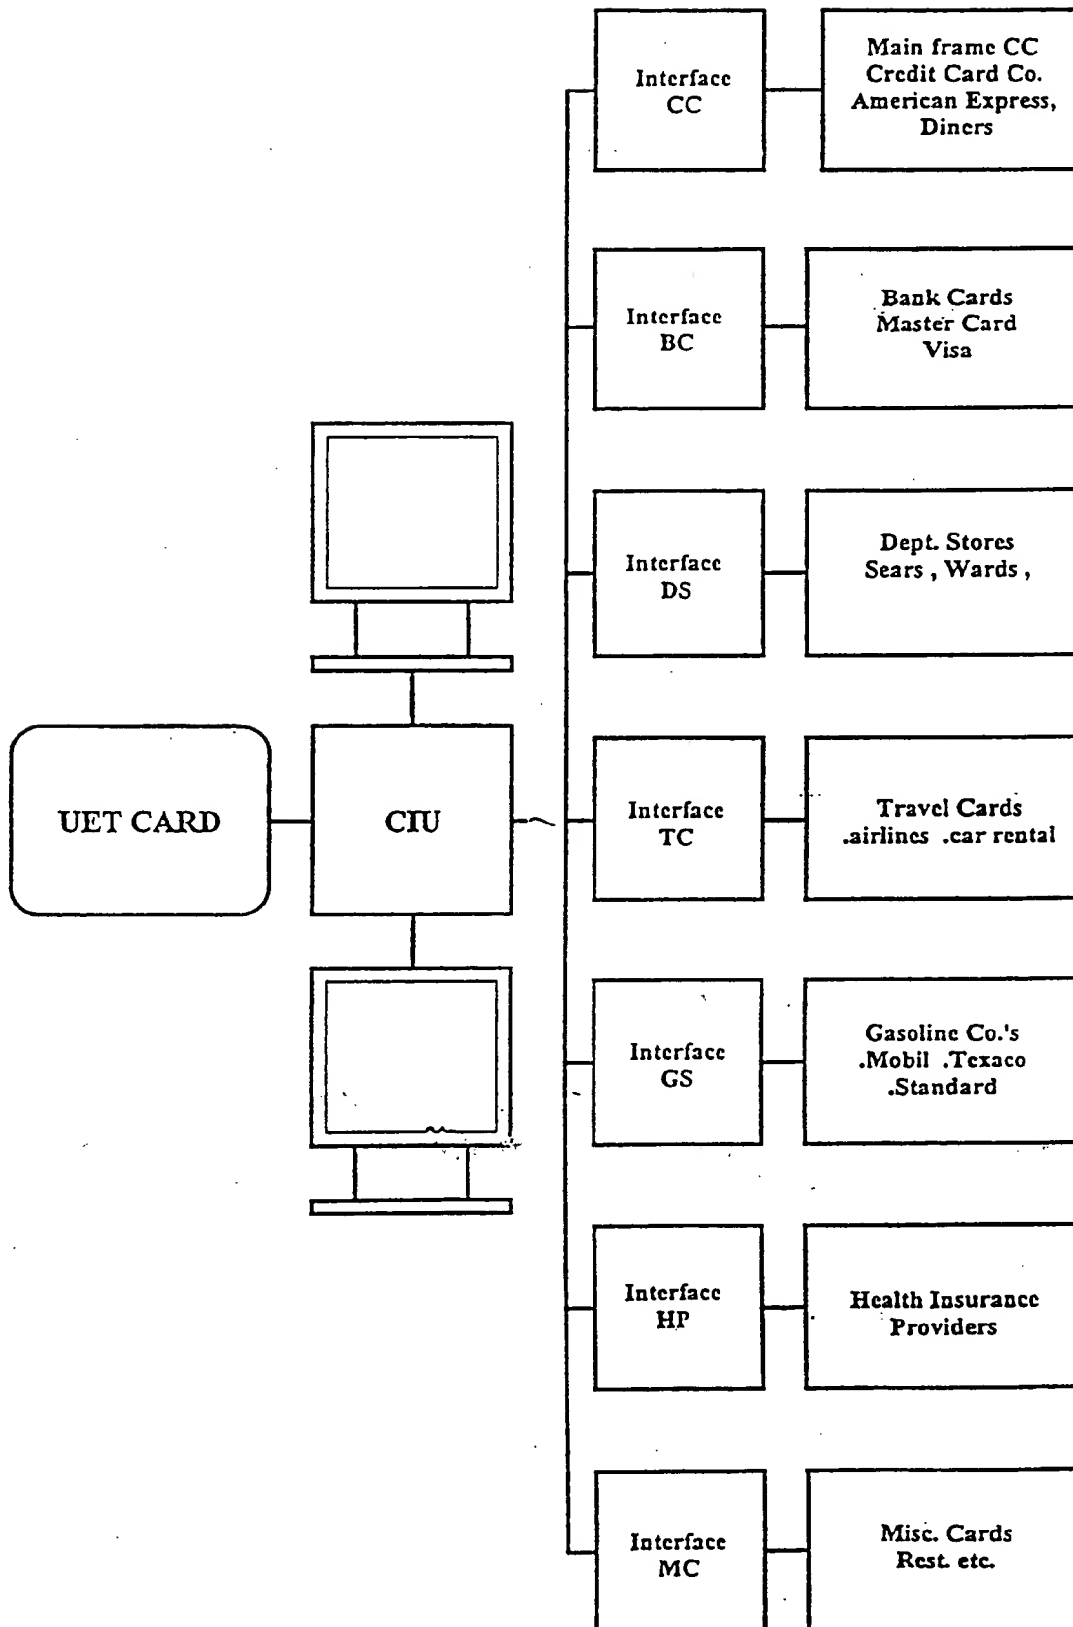 Interface
CC
Main frame CC
Credit Card Co.
American Express,
Diners
Interface
BC
Bank Cards
Master Card
Visa
Interface
DS
Dept. Stores
Sears , Wards ,
UET CARD
CIU
Interface
TC
Travel Cards
.airlines .car rental
Interface
GS
Gasoline Co.'s
.Mobil .Texaco
.Standard
Interface
HP
Health Insurance
Providers
Interface
MC
Misc. Cards
Rest. etc.